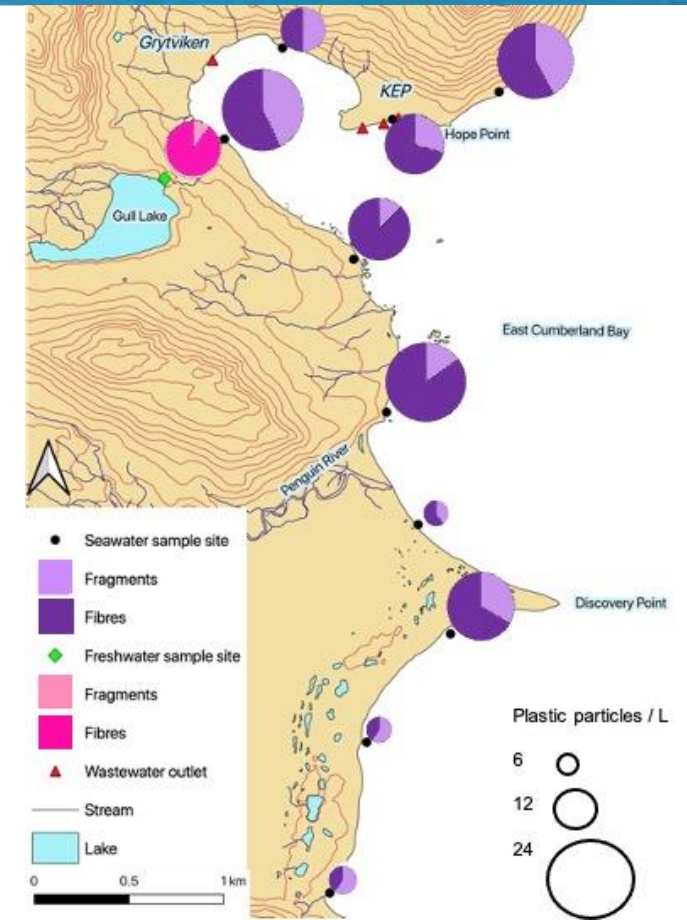 Grytviken
KEP
Hope Point
Gull Lake
East Cumberland Bay
Penguin River
Discovery Point
Seawater sample site
Fragments
Fibres
Freshwater sample site
Fragments
Fibres
Wastewater outlet
Stream
Lake
0 0.5 1 km
Plastic particles / L
6
12
24